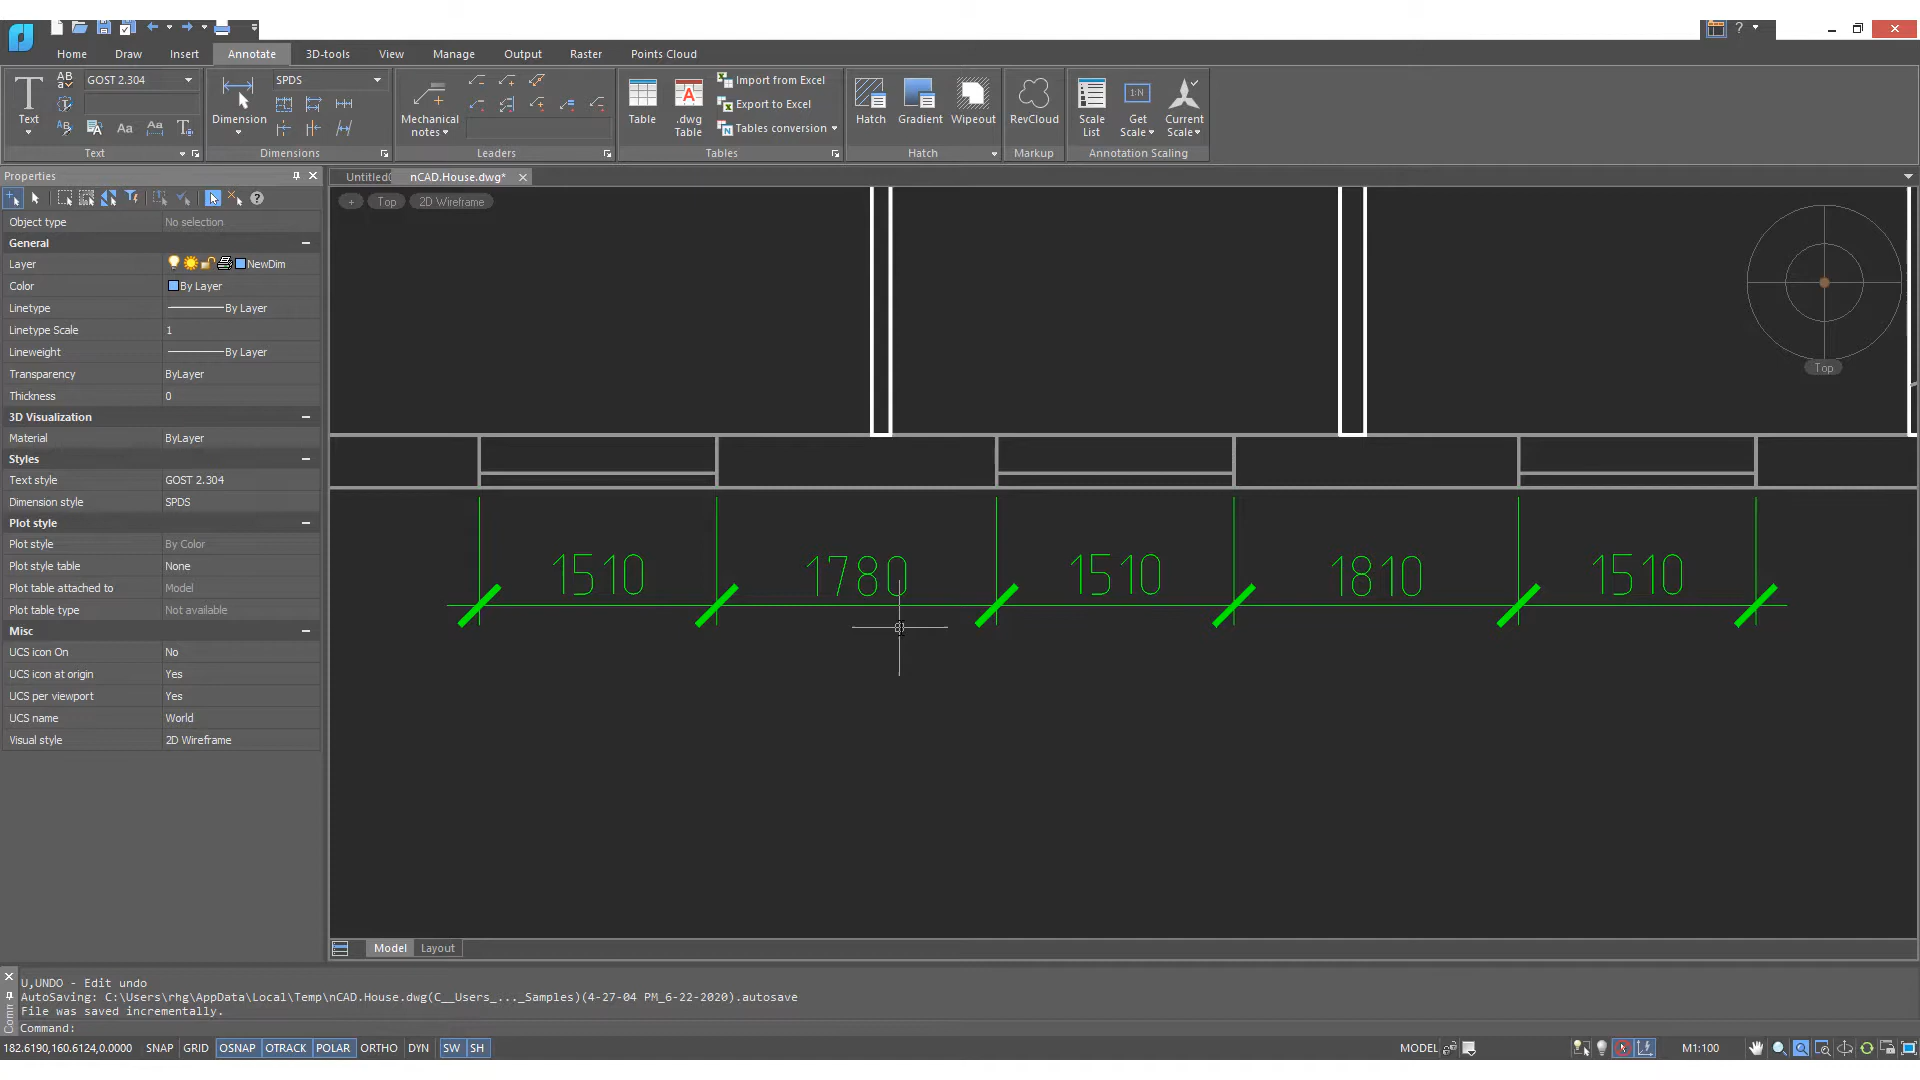 Home Draw Insert Annotate 3D-tools View Manage Output Raster Points Cloud
Text
GOST 2.304
Text
Dimension
SPDS
Dimensions
Mechanical notes
Leaders
Table
.dwg Table
Import from Excel
Export to Excel
Tables conversion
Tables
Hatch
Gradient
Wipeout
Hatch
RevCloud
Markup
Scale List
1:N
Get Scale
Current Scale
Annotation Scaling
Properties
Untitled
nCAD.House.dwg*
Object type No selection
General
Layer NewDim
Color By Layer
Linetype By Layer
Linetype Scale 1
Lineweight By Layer
Transparency ByLayer
Thickness 0
3D Visualization
Material ByLayer
Styles
Text style GOST 2.304
Dimension style SPDS
Plot style
Plot style By Color
Plot style table None
Plot table attached to Model
Plot table type Not available
Misc
UCS icon On No
UCS icon at origin Yes
UCS per viewport Yes
UCS name World
Visual style 2D Wireframe
+ Top 2D Wireframe
Top
1510 1780 1510 1810 1510
Model Layout
U,UNDO - Edit undo
AutoSaving: C:\Users\rhg\AppData\Local\Temp\nCAD.House.dwg(C__Users_..._Samples)(4-27-04 PM_6-22-2020).autosave
File was saved incrementally.
Command:
182.6190,160.6124,0.0000 SNAP GRID OSNAP OTRACK POLAR ORTHO DYN SW SH MODEL M1:100